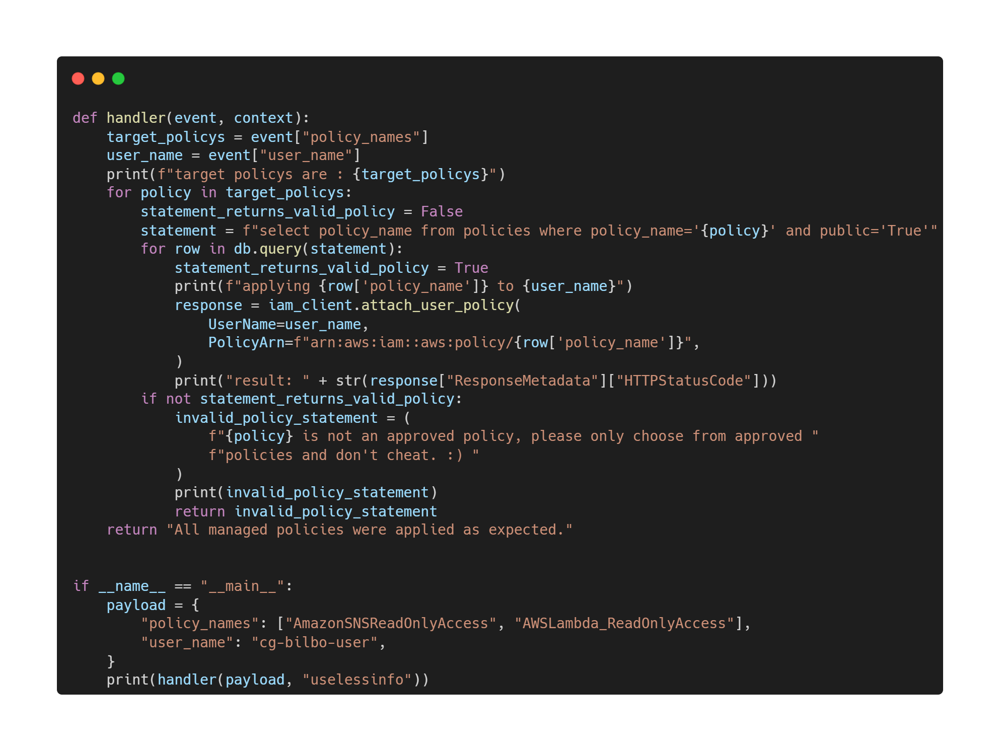 def handler(event, context):
    target_policys = event["policy_names"]
    user_name = event["user_name"]
    print(f"target policys are : {target_policys}")
    for policy in target_policys:
        statement_returns_valid_policy = False
        statement = f"select policy_name from policies where policy_name='{policy}' and public='True'"
        for row in db.query(statement):
            statement_returns_valid_policy = True
            print(f"applying {row['policy_name']} to {user_name}")
            response = iam_client.attach_user_policy(
                UserName=user_name,
                PolicyArn=f"arn:aws:iam::aws:policy/{row['policy_name']}",
            )
            print("result: " + str(response["ResponseMetadata"]["HTTPStatusCode"]))
        if not statement_returns_valid_policy:
            invalid_policy_statement = (
                f"{policy} is not an approved policy, please only choose from approved "
                f"policies and don't cheat. :) "
            )
            print(invalid_policy_statement)
            return invalid_policy_statement
    return "All managed policies were applied as expected."
if __name__ == "__main__":
    payload = {
        "policy_names": ["AmazonSNSReadOnlyAccess", "AWSLambda_ReadOnlyAccess"],
        "user_name": "cg-bilbo-user",
    }
    print(handler(payload, "uselessinfo"))